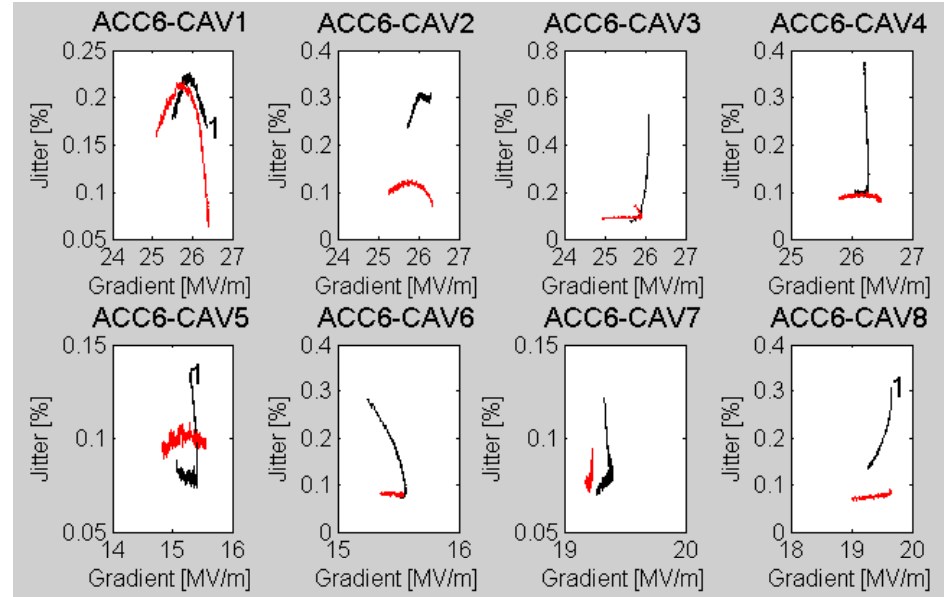 ACC6-CAV1 ACC6-CAV2 ACC6-CAV3 ACC6-CAV4
0.25 0.4 0.8 0.4
0.2 0.3 0.6 0.3
0.15 0.2 0.4 0.2
0.1 0.1 0.2 0.1
0.05 0 0 0
Jitter [%] Jitter [%] Jitter [%] Jitter [%]
1
24 25 26 27 24 25 26 27 24 25 26 27 25 26 27
Gradient [MV/m] Gradient [MV/m] Gradient [MV/m] Gradient [MV/m]
ACC6-CAV5 ACC6-CAV6 ACC6-CAV7 ACC6-CAV8
0.15 0.4 0.15 0.4
0.3 0.3
0.1 0.2 0.1 0.2
0.1 0.1
0.05 0 0.05 0
Jitter [%] Jitter [%] Jitter [%] Jitter [%]
1 1
14 15 16 15 16 19 20 18 19 20
Gradient [MV/m] Gradient [MV/m] Gradient [MV/m] Gradient [MV/m]